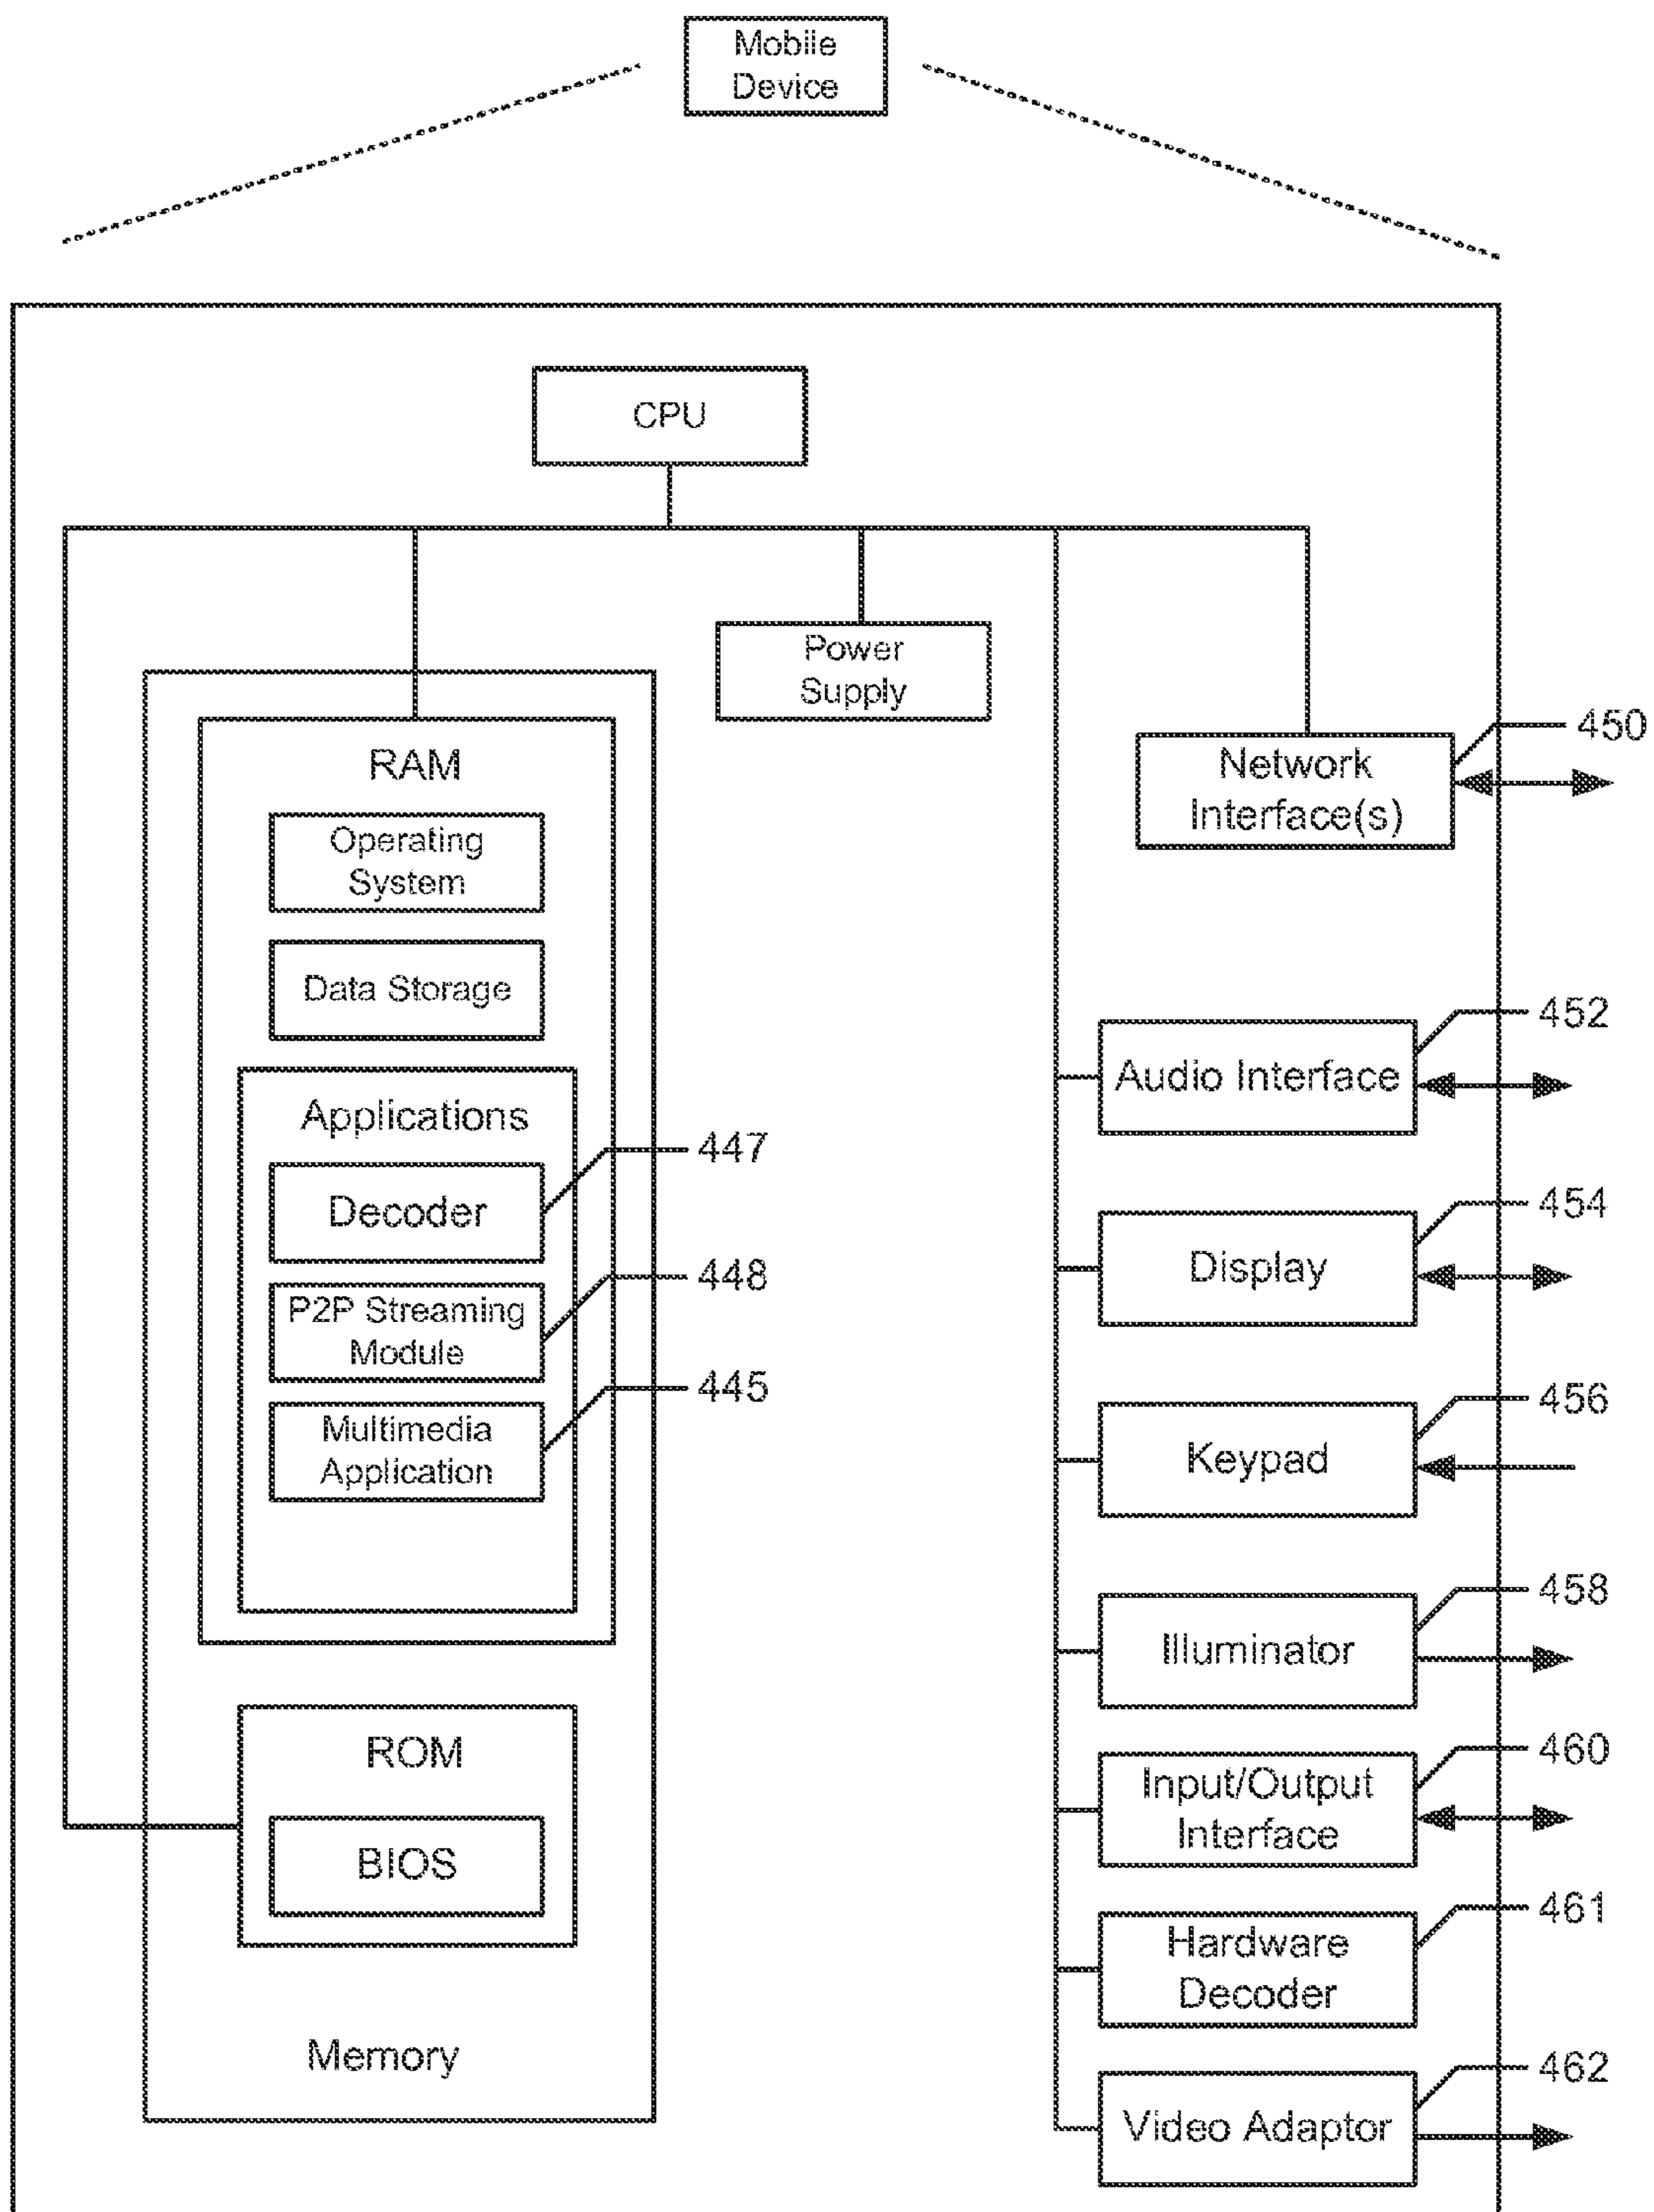 Mobile
Device
CPU
Power
Supply
RAM
Operating
System
Data Storage
Applications
Decoder
447
P2P Streaming
Module
448
Multimedia
Application
445
ROM
BIOS
Memory
Network
Interface(s)
450
Audio Interface
452
Display
454
Keypad
456
Illuminator
458
Input/Output
Interface
460
Hardware
Decoder
461
Video Adaptor
462